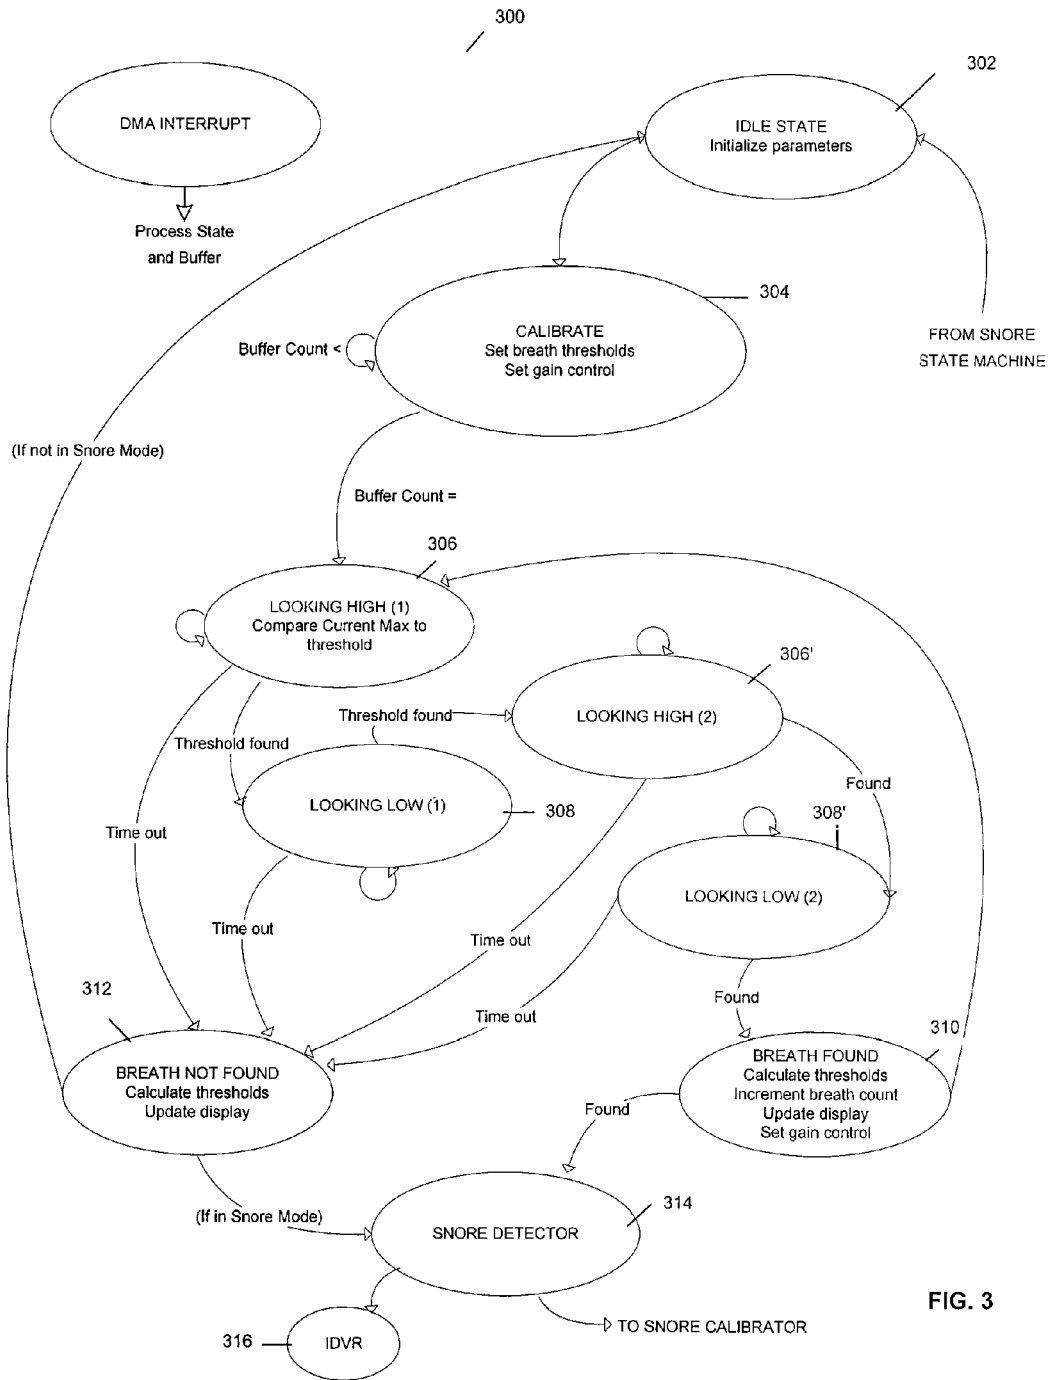 300
302
DMA INTERRUPT
IDLE STATE
Initialize parameters
Process State
and Buffer
304
CALIBRATE
Set breath thresholds
Set gain control
Buffer Count <
FROM SNORE
STATE MACHINE
(If not in Snore Mode)
Buffer Count =
306
LOOKING HIGH (1)
Compare Current Max to
threshold
306'
LOOKING HIGH (2)
Threshold found
Threshold found
Found
LOOKING LOW (1)
308
308'
Time out
LOOKING LOW (2)
Time out
Time out
312
Found
Time out
310
BREATH NOT FOUND
Calculate thresholds
Update display
BREATH FOUND
Calculate thresholds
Increment breath count
Update display
Set gain control
Found
314
(If in Snore Mode)
SNORE DETECTOR
FIG. 3
TO SNORE CALIBRATOR
316
IDVR